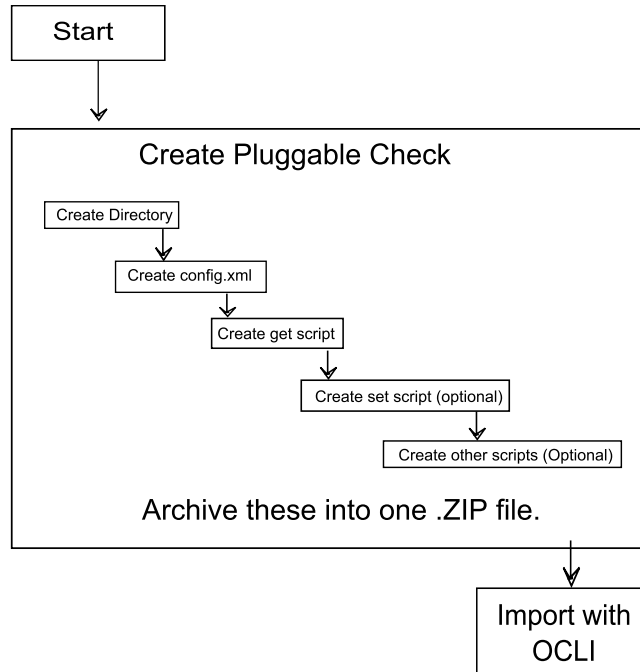 Start
Create Pluggable Check
Create Directory
Create config.xml
Create get script
Create set script (optional)
Create other scripts (Optional)
Archive these into one .ZIP file.
Import with
OCLI